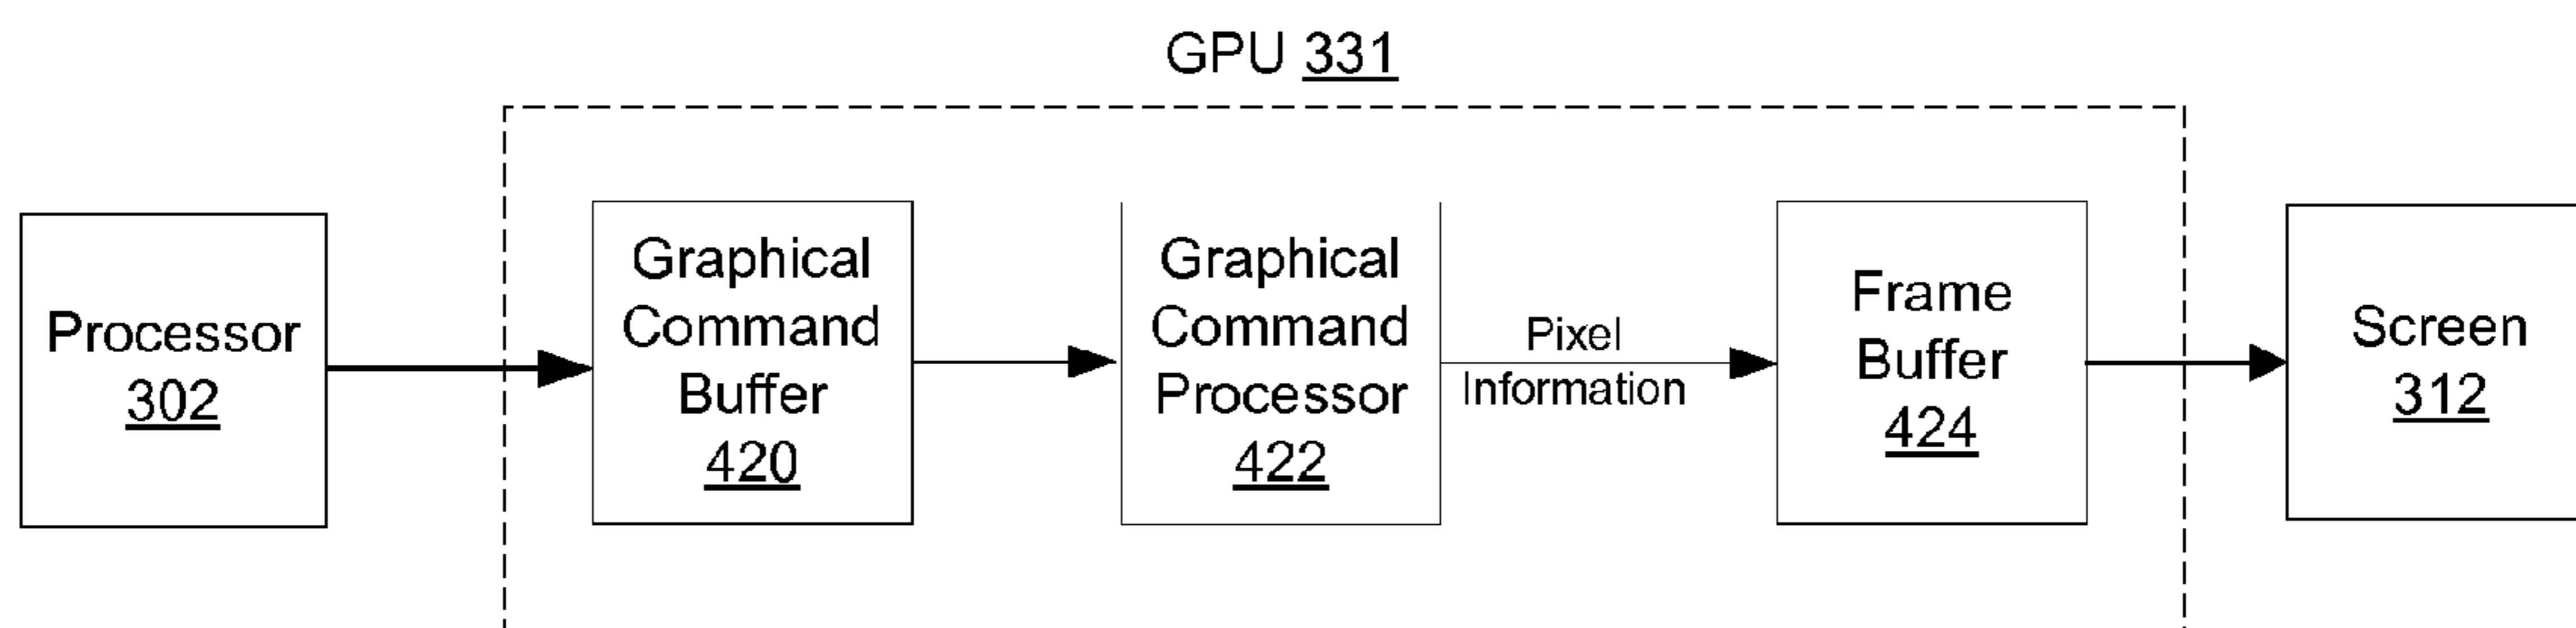 GPU 331
Processor
302
Graphical
Command
Buffer
420
Graphical
Command
Processor
422
Pixel
Information
Frame
Buffer
424
Screen
312